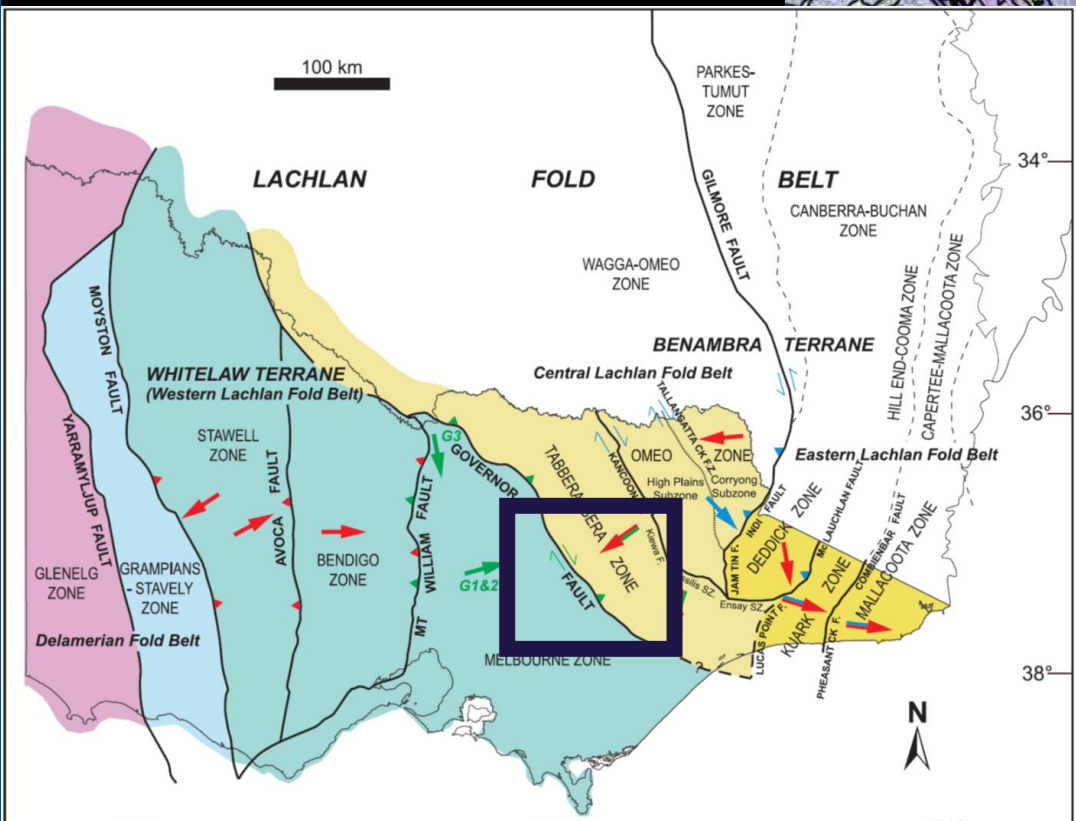 100 km
PARKES-
TUMUT
ZONE
34°
LACHLAN FOLD BELT
GILMORE FAULT
CANBERRA-BUCHAN
ZONE
WAGGA-OMEO
ZONE
HILL END-COOMA ZONE
CAPERTEE-MALLACOOTA ZONE
MOYSTON FAULT
BENAMBRA TERRANE
Central Lachlan Fold Belt
WHITELAW TERRANE
(Western Lachlan Fold Belt)
TALLANGATTA CK F.Z.
36°
YARRAMYLJUP FAULT
STAWELL
ZONE
G3
GOVERNOR
FAULT
TABBERABBERA
ZONE
KANCOONA
Kiewa F.
OMEO ZONE
High Plains
Subzone
Corryong
Subzone
Eastern Lachlan Fold Belt
AVOCA FAULT
BENDIGO
ZONE
MT WILLIAM FAULT
G1&2
INDI FAULT
DEDDICK ZONE
McLAUCHLAN FAULT
COMBIENBAR FAULT
MALLACOOTA ZONE
GLENELG
ZONE
GRAMPIANS
-STAVELY
ZONE
Delamerian Fold Belt
JAM TIN F.
ssilis SZ.
Ensay SZ.
LUCAS POINT F.
KUARK ZONE
PHEASANT CK F.
MELBOURNE ZONE
?
38°
N